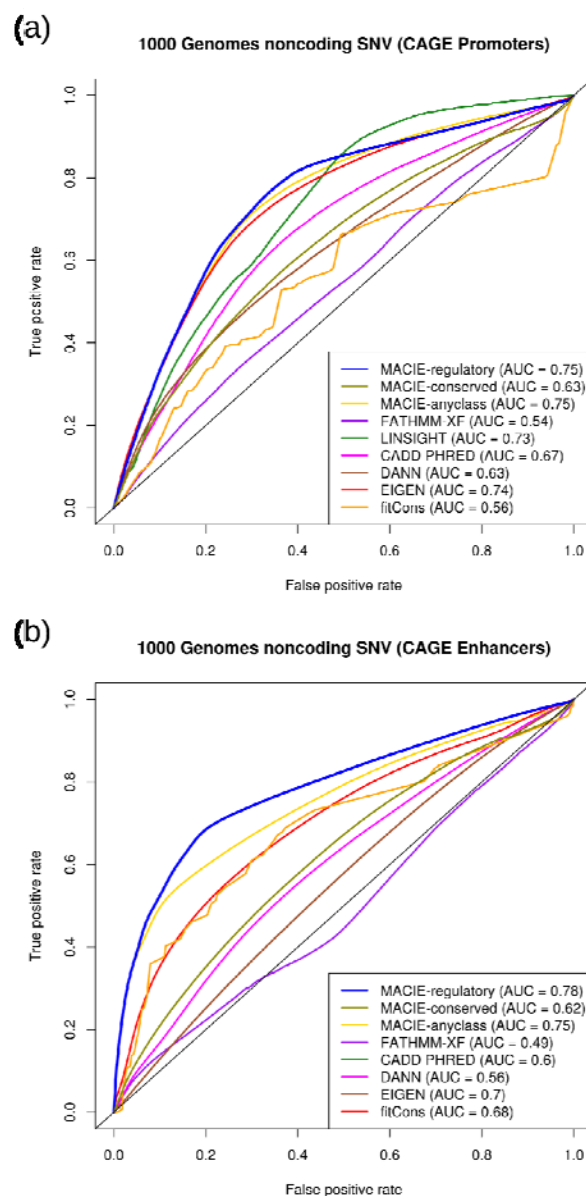 (a)
1000 Genomes noncoding SNV (CAGE Promoters)
True positive rate
1.0
0.8
0.6
0.4
0.2
0.0
MACIE-regulatory (AUC = 0.75)
MACIE-conserved (AUC = 0.63)
MACIE-anyclass (AUC = 0.75)
FATHMM-XF (AUC = 0.54)
LINSIGHT (AUC = 0.73)
CADD PHRED (AUC = 0.67)
DANN (AUC = 0.63)
EIGEN (AUC = 0.74)
fitCons (AUC = 0.56)
0.0 0.2 0.4 0.6 0.8 1.0
False positive rate
(b)
1000 Genomes noncoding SNV (CAGE Enhancers)
True positive rate
1.0
0.8
0.6
0.4
0.2
0.0
MACIE-regulatory (AUC = 0.78)
MACIE-conserved (AUC = 0.62)
MACIE-anyclass (AUC = 0.75)
FATHMM-XF (AUC = 0.49)
CADD PHRED (AUC = 0.6)
DANN (AUC = 0.56)
EIGEN (AUC = 0.7)
fitCons (AUC = 0.68)
0.0 0.2 0.4 0.6 0.8 1.0
False positive rate